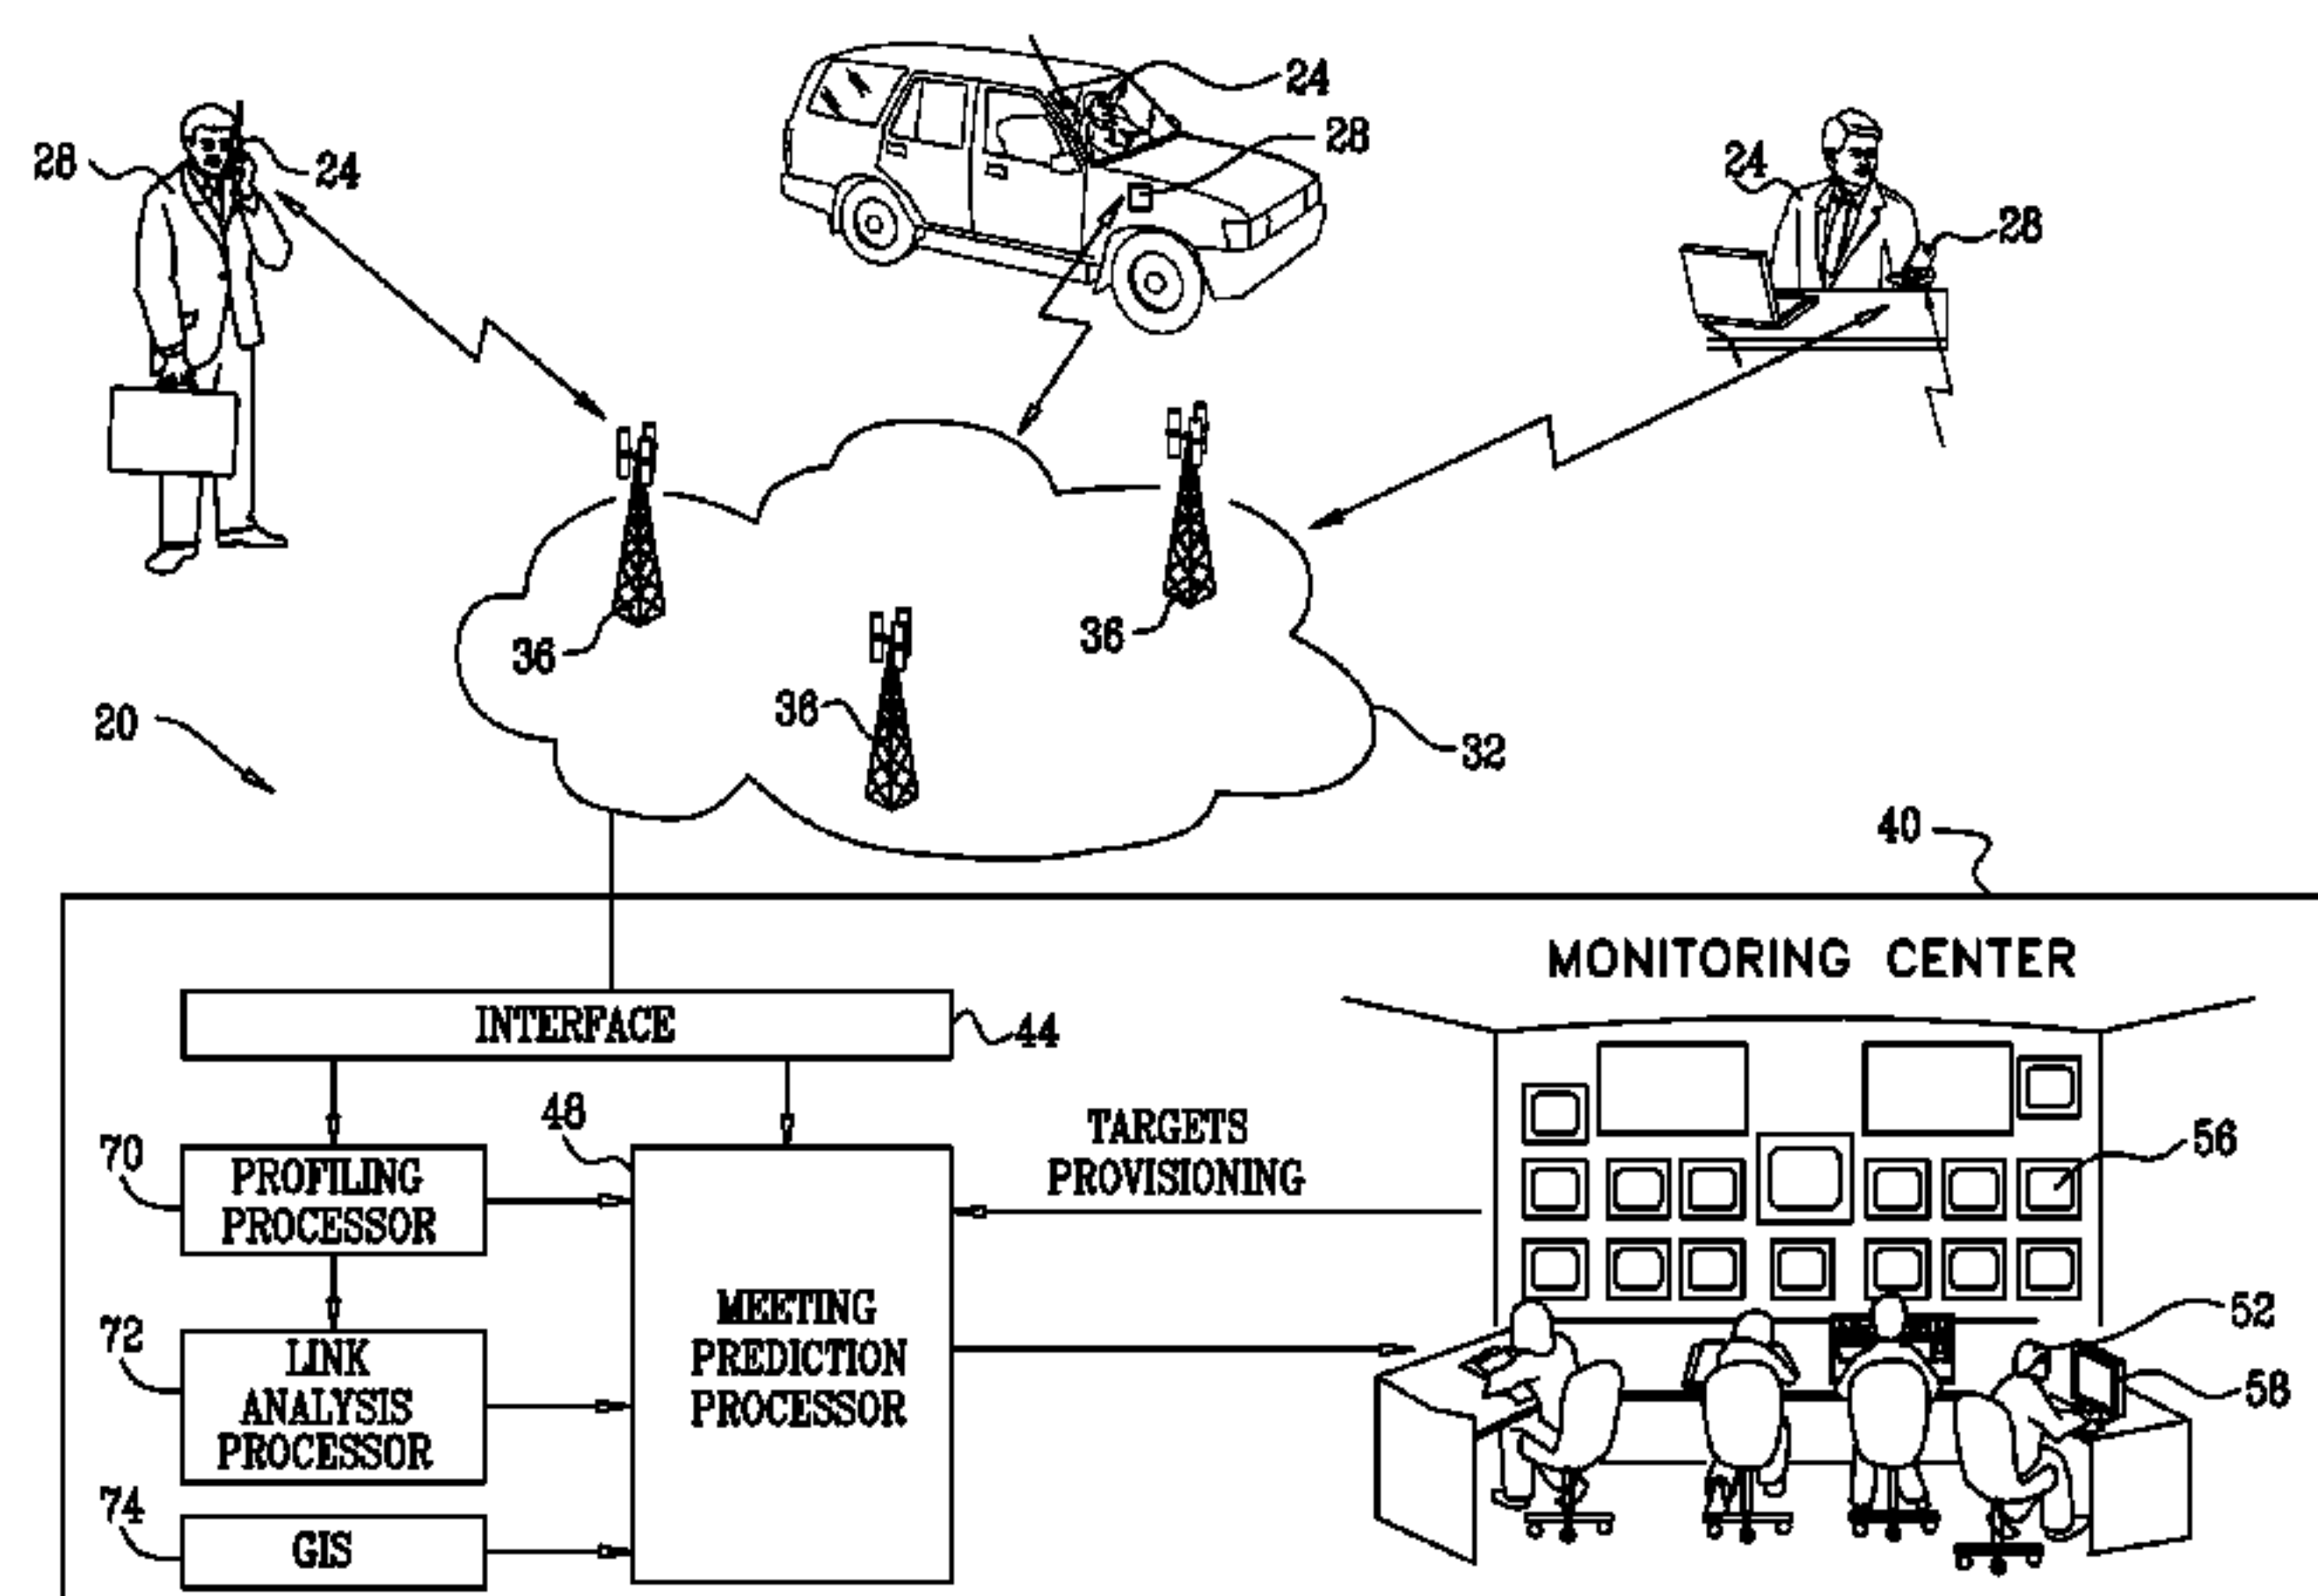 24
28
28
24
24
28
36
36
36
20
32
40
MONITORING CENTER
INTERFACE
44
48
TARGETS
PROVISIONING
70
PROFILING
PROCESSOR
56
MEETING
PREDICTION
PROCESSOR
72
LINK
ANALYSIS
PROCESSOR
52
58
74
GIS